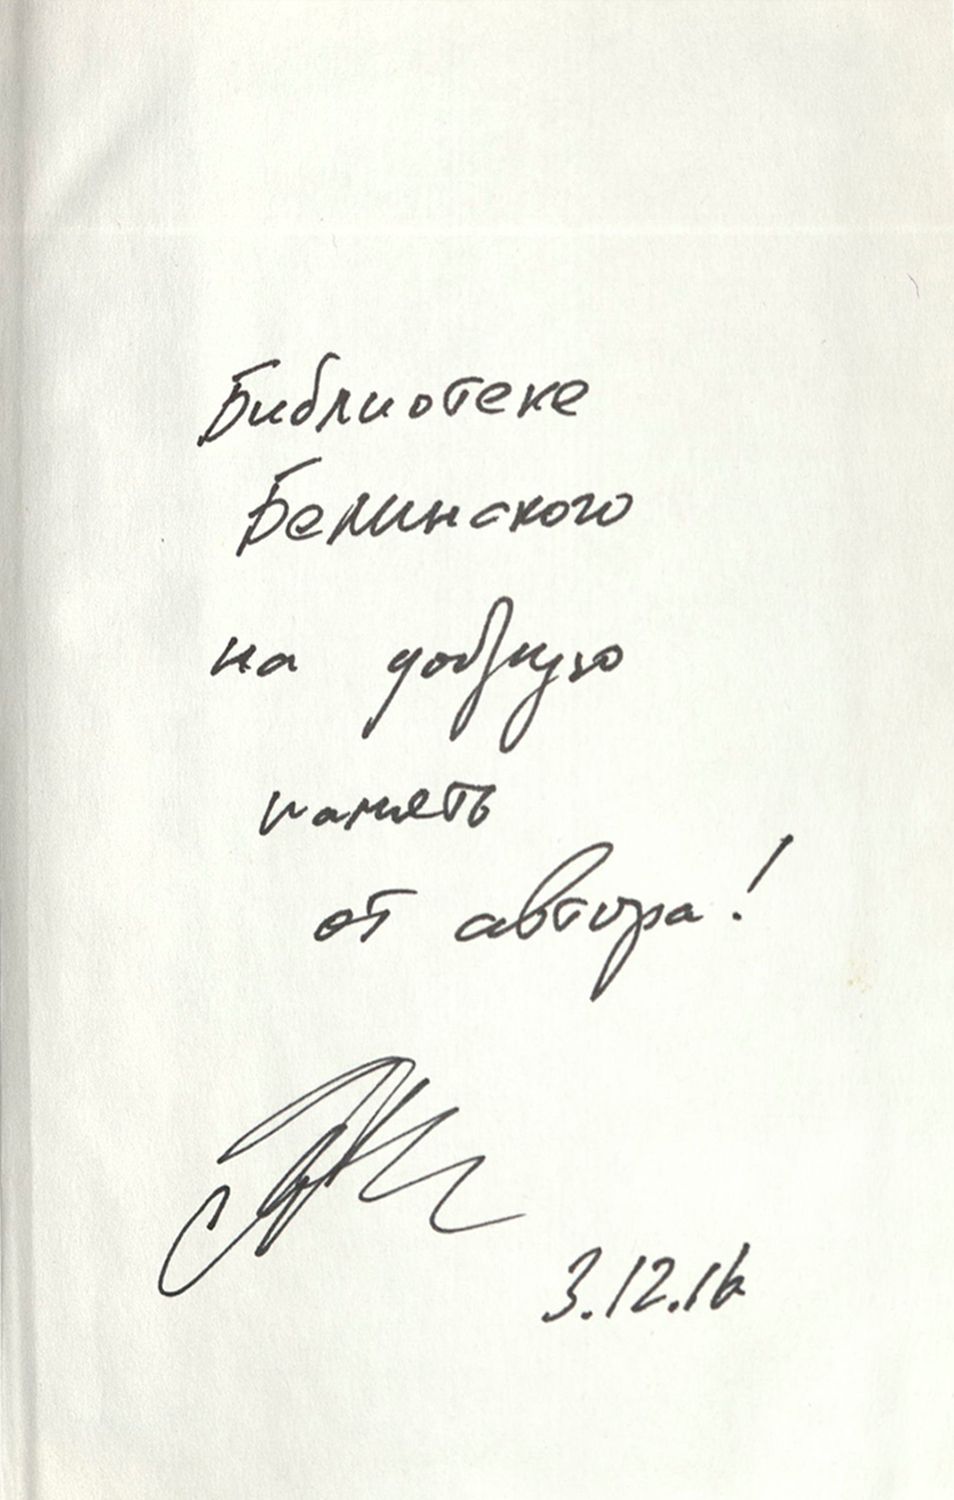 Библиотеке
Белинского
на добрую
память
от автора!
3.12.16